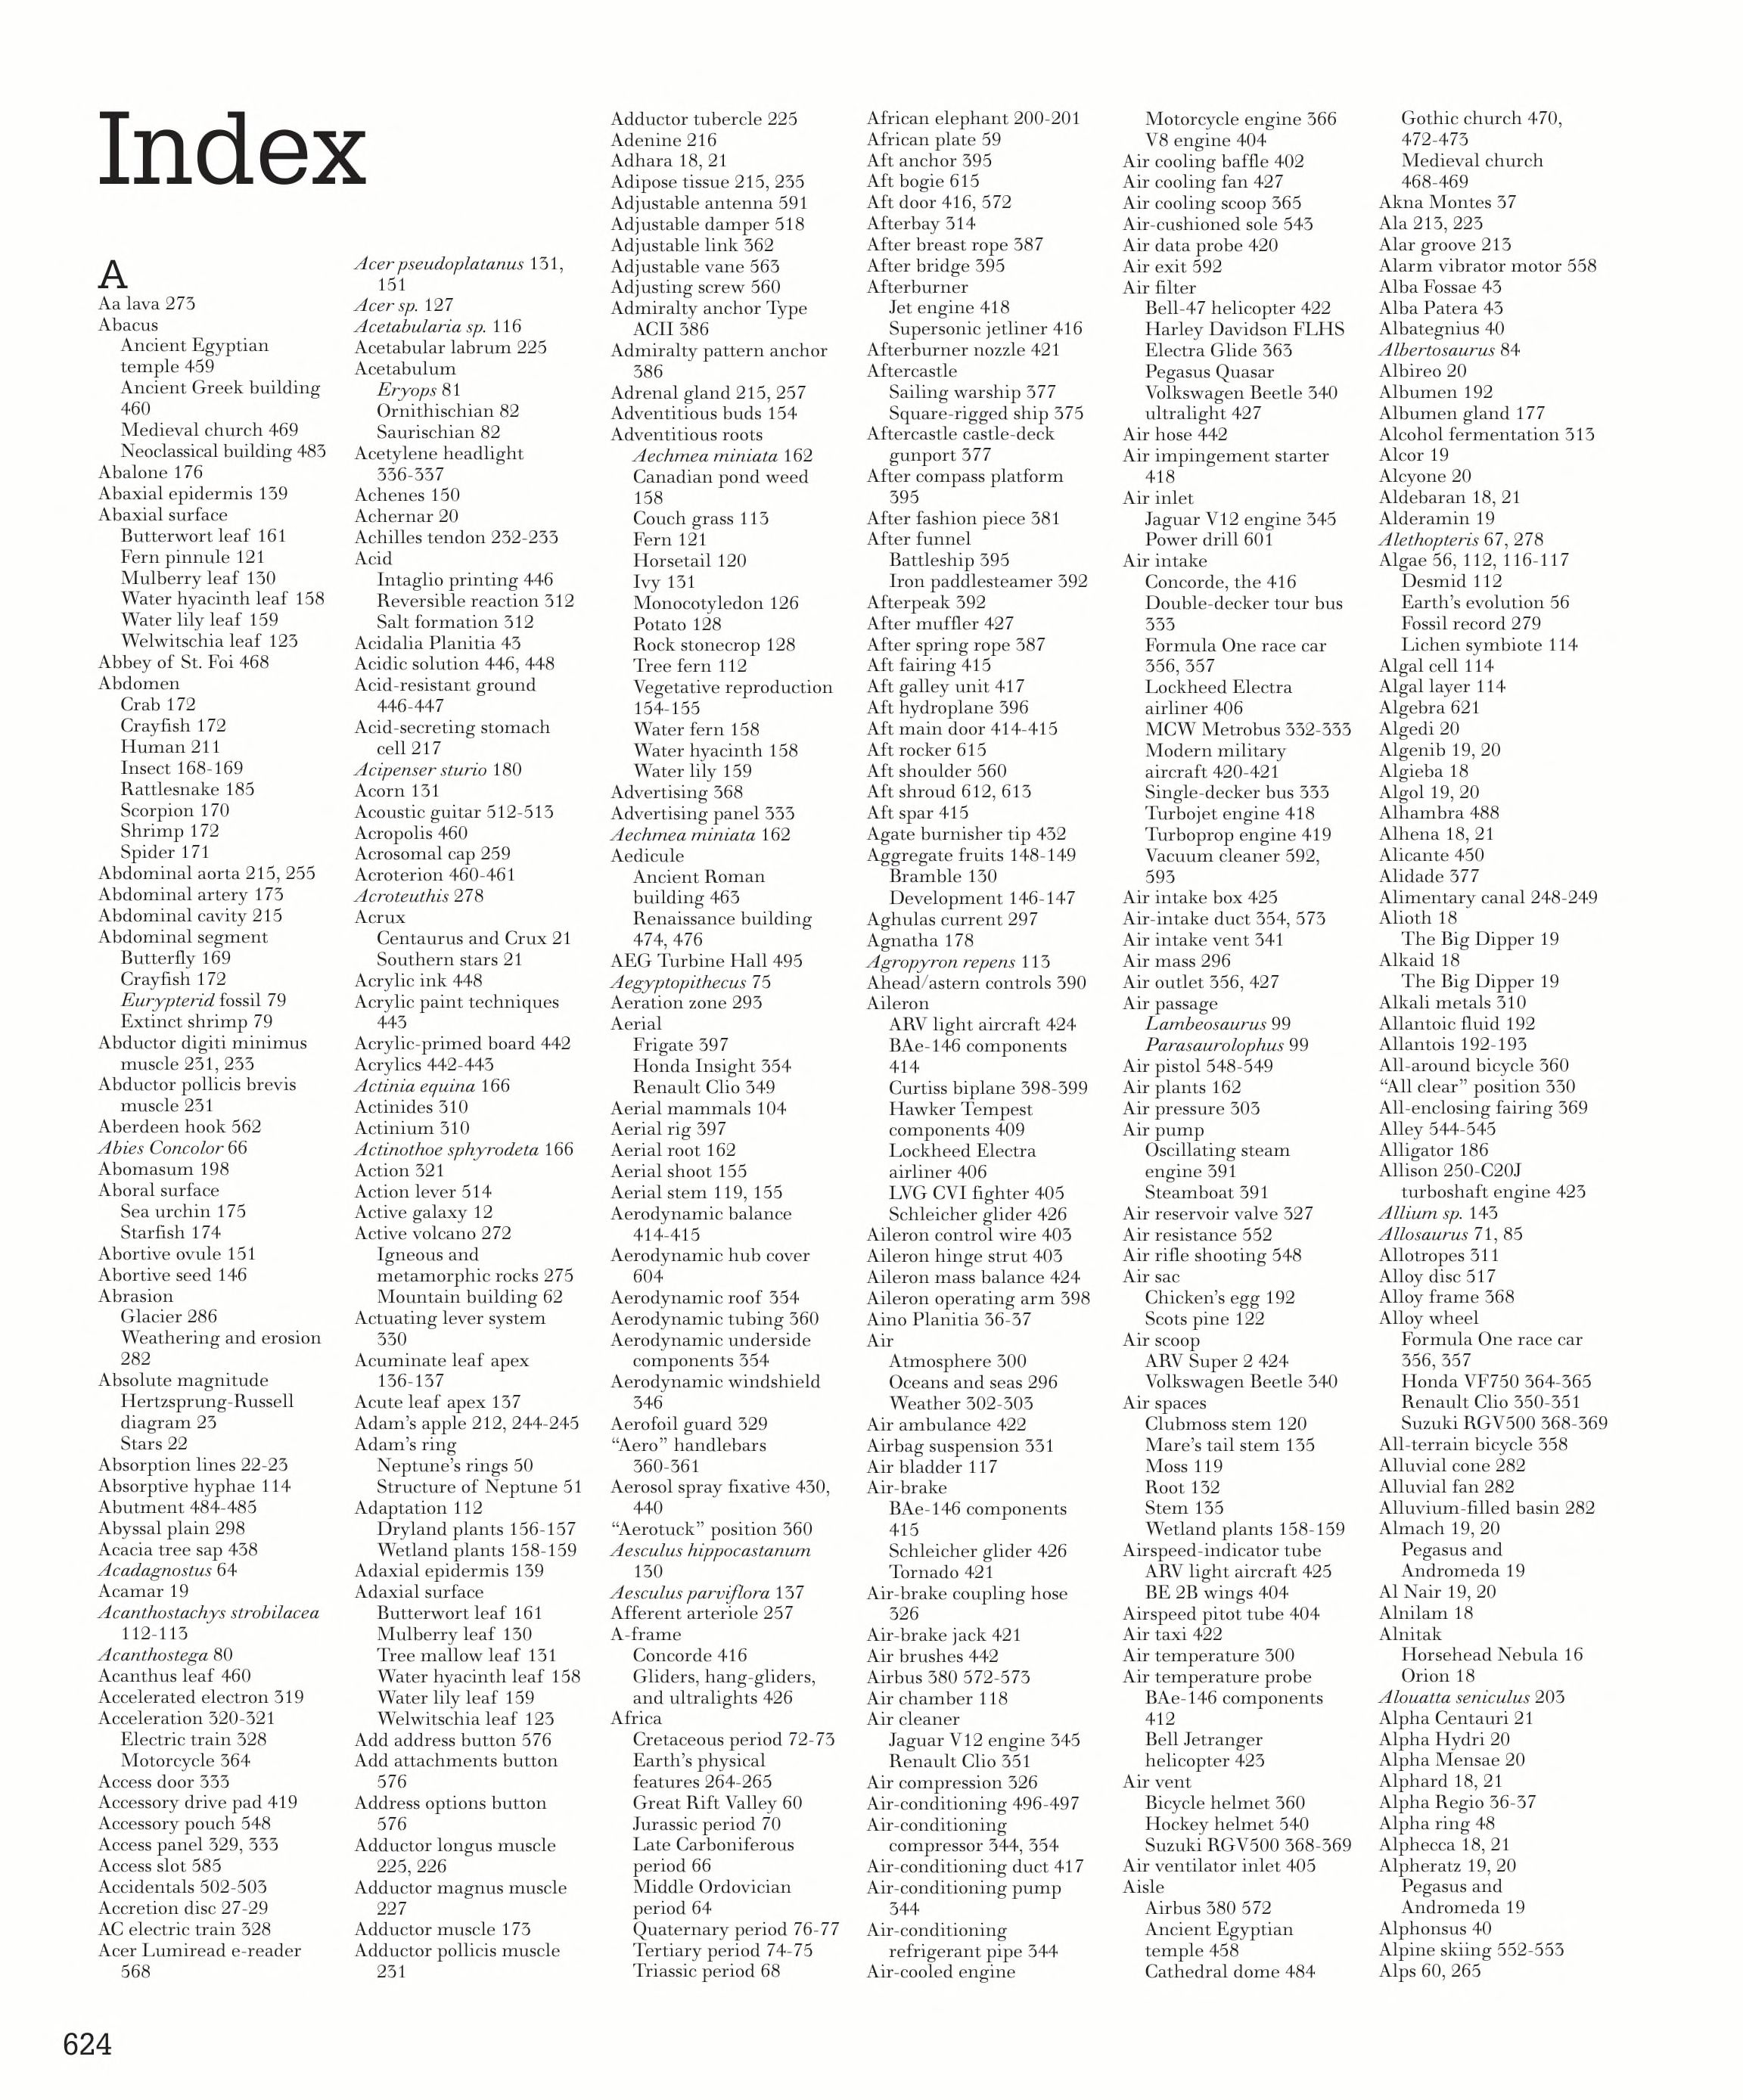 Index
A
Aa lava 273
Abacus
Ancient Egyptian
temple 459
Ancient Greek building
460
Medieval church 469
Neoclassical building 483
Abalone 176
Abaxial epidermis 139
Abaxial surface
Butterwort leaf 161
Fern pinnule 121
Mulberry leaf 130
Water hyacinth leaf 158
Water lily leaf 159
Welwitschia leaf 123
Abbey of St. Foi 468
Abdomen
Crab 172
Crayfish 172
Human 211
Insect 168-169
Rattlesnake 185
Scorpion 170
Shrimp 172
Spider 171
Abdominal aorta 215, 255
Abdominal artery 173
Abdominal cavity 215
Abdominal segment
Butterfly 169
Crayfish 172
Eurypterid fossil 79
Extinct shrimp 79
Abductor digiti minimus
muscle 231, 233
Abductor pollicis brevis
muscle 231
Aberdeen hook 562
Abies Concolor 66
Abomasum 198
Aboral surface
Sea urchin 175
Starfish 174
Abortive ovule 151
Abortive seed 146
Abrasion
Glacier 286
Weathering and erosion
282
Absolute magnitude
Hertzsprung-Russell
diagram 23
Stars 22
Absorption lines 22-23
Absorptive hyphae 114
Abutment 484-485
Abyssal plain 298
Acacia tree sap 438
Acadagnostus 64
Acamar 19
Acanthostachys strobilacea
112-113
Acanthostega 80
Acanthus leaf 460
Accelerated electron 319
Acceleration 320-321
Electric train 328
Motorcycle 364
Access door 333
Accessory drive pad 419
Accessory pouch 548
Access panel 329, 333
Access slot 585
Accidentals 502-503
Accretion disc 27-29
AC electric train 328
Acer Lumiread e-reader
568
Acer pseudoplatanus 131,
151
Acer sp. 127
Acetabularia sp. 116
Acetabular labrum 225
Acetabulum
Eryops 81
Ornithischian 82
Saurischian 82
Acetylene headlight
336-337
Achenes 150
Achernar 20
Achilles tendon 232-233
Acid
Intaglio printing 446
Reversible reaction 312
Salt formation 312
Acidalia Planitia 43
Acidic solution 446, 448
Acid-resistant ground
446-447
Acid-secreting stomach
cell 217
Acipenser sturio 180
Acorn 131
Acoustic guitar 512-513
Acropolis 460
Acrosomal cap 259
Acroterion 460-461
Acroteuthis 278
Acrux
Centaurus and Crux 21
Southern stars 21
Acrylic ink 448
Acrylic paint techniques
443
Acrylic-primed board 442
Acrylics 442-443
Actinia equina 166
Actinides 310
Actinium 310
Actinothoe sphyrodeta 166
Action 321
Action lever 514
Active galaxy 12
Active volcano 272
Igneous and
metamorphic rocks 275
Mountain building 62
Actuating lever system
330
Acuminate leaf apex
136-137
Acute leaf apex 137
Adam's apple 212, 244-245
Adam's ring
Neptune's rings 50
Structure of Neptune 51
Adaptation 112
Dryland plants 156-157
Wetland plants 158-159
Adaxial epidermis 139
Adaxial surface
Butterwort leaf 161
Mulberry leaf 130
Tree mallow leaf 131
Water hyacinth leaf 158
Water lily leaf 159
Welwitschia leaf 123
Add address button 576
Add attachments button
576
Address options button
576
Adductor longus muscle
225, 226
Adductor magnus muscle
227
Adductor muscle 173
Adductor pollicis muscle
231
Adductor tubercle 225
Adenine 216
Adhara 18, 21
Adipose tissue 215, 235
Adjustable antenna 591
Adjustable damper 518
Adjustable link 362
Adjustable vane 563
Adjusting screw 560
Admiralty anchor Type
ACII 386
Admiralty pattern anchor
386
Adrenal gland 215, 257
Adventitious buds 154
Adventitious roots
Aechmea miniata 162
Canadian pond weed
158
Couch grass 113
Fern 121
Horsetail 120
Ivy 131
Monocotyledon 126
Potato 128
Rock stonecrop 128
Tree fern 112
Vegetative reproduction
154-155
Water fern 158
Water hyacinth 158
Water lily 159
Advertising 368
Advertising panel 333
Aechmea miniata 162
Aedicule
Ancient Roman
building 463
Renaissance building
474, 476
AEG Turbine Hall 495
Aegyptopithecus 75
Aeration zone 293
Aerial
Frigate 397
Honda Insight 354
Renault Clio 349
Aerial mammals 104
Aerial rig 397
Aerial root 162
Aerial shoot 155
Aerial stem 119, 155
Aerodynamic balance
414-415
Aerodynamic hub cover
604
Aerodynamic roof 354
Aerodynamic tubing 360
Aerodynamic underside
components 354
Aerodynamic windshield
346
Aerofoil guard 329
“Aero” handlebars
360-361
Aerosol spray fixative 430,
440
“Aerotuck” position 360
Aesculus hippocastanum
130
Aesculus parviflora 137
Afferent arteriole 257
A-frame
Concorde 416
Gliders, hang-gliders,
and ultralights 426
Africa
Cretaceous period 72-73
Earth's physical
features 264-265
Great Rift Valley 60
Jurassic period 70
Late Carboniferous
period 66
Middle Ordovician
period 64
Quaternary period 76-77
Tertiary period 74-75
Triassic period 68
African elephant 200-201
African plate 59
Aft anchor 395
Aft bogie 615
Aft door 416, 572
Afterbay 314
After breast rope 387
After bridge 395
Afterburner
Jet engine 418
Supersonic jetliner 416
Afterburner nozzle 421
Aftercastle
Sailing warship 377
Square-rigged ship 375
Aftercastle castle-deck
gunport 377
After compass platform
395
After fashion piece 381
After funnel
Battleship 395
Iron paddlesteamer 392
Afterpeak 392
After muffler 427
After spring rope 387
Aft fairing 415
Aft galley unit 417
Aft hydroplane 396
Aft main door 414-415
Aft rocker 615
Aft shoulder 560
Aft shroud 612, 613
Aft spar 415
Agate burnisher tip 432
Aggregate fruits 148-149
Bramble 130
Development 146-147
Aghulas current 297
Agnatha 178
Agropyron repens 113
Ahead/astern controls 390
Aileron
ARV light aircraft 424
BAe-146 components
414
Curtiss biplane 398-399
Hawker Tempest
components 409
Lockheed Electra
airliner 406
LVG CVI fighter 405
Schleicher glider 426
Aileron control wire 403
Aileron hinge strut 403
Aileron mass balance 424
Aileron operating arm 398
Aino Planitia 36-37
Air
Atmosphere 300
Oceans and seas 296
Weather 302-303
Air ambulance 422
Airbag suspension 331
Air bladder 117
Air-brake
BAe-146 components
415
Schleicher glider 426
Tornado 421
Air-brake coupling hose
326
Air-brake jack 421
Air brushes 442
Airbus 380 572-573
Air chamber 118
Air cleaner
Jaguar V12 engine 345
Renault Clio 351
Air compression 326
Air-conditioning 496-497
Air-conditioning
compressor 344, 354
Air-conditioning duct 417
Air-conditioning pump
344
Air-conditioning
refrigerant pipe 344
Air-cooled engine
Motorcycle engine 366
V8 engine 404
Air cooling baffle 402
Air cooling fan 427
Air cooling scoop 365
Air-cushioned sole 543
Air data probe 420
Air exit 592
Air filter
Bell-47 helicopter 422
Harley Davidson FLHS
Electra Glide 363
Pegasus Quasar
Volkswagen Beetle 340
ultralight 427
Air hose 442
Air impingement starter
418
Air inlet
Jaguar V12 engine 345
Power drill 601
Air intake
Concorde, the 416
Double-decker tour bus
333
Formula One race car
356, 357
Lockheed Electra
airliner 406
MCW Metrobus 332-333
Modern military
aircraft 420-421
Single-decker bus 333
Turbojet engine 418
Turboprop engine 419
Vacuum cleaner 592,
593
Air intake box 425
Air-intake duct 354, 573
Air intake vent 341
Air mass 296
Air outlet 356, 427
Air passage
Lambeosaurus 99
Parasaurolophus 99
Air pistol 548-549
Air plants 162
Air pressure 303
Air pump
Oscillating steam
engine 391
Steamboat 391
Air reservoir valve 327
Air resistance 552
Air rifle shooting 548
Air sac
Chicken's egg 192
Scots pine 122
Air scoop
ARV Super 2 424
Volkswagen Beetle 340
Air spaces
Clubmoss stem 120
Mare's tail stem 135
Moss 119
Root 132
Stem 135
Wetland plants 158-159
Airspeed-indicator tube
ARV light aircraft 425
BE 2B wings 404
Airspeed pitot tube 404
Air taxi 422
Air temperature 300
Air temperature probe
BAe-146 components
412
Bell Jetranger
helicopter 423
Air vent
Bicycle helmet 360
Hockey helmet 540
Suzuki RGV500 368-369
Air ventilator inlet 405
Aisle
Airbus 380 572
Ancient Egyptian
temple 458
Cathedral dome 484
Gothic church 470,
472-473
Medieval church
468-469
Akna Montes 37
Ala 213, 223
Alar groove 213
Alarm vibrator motor 558
Alba Fossae 43
Alba Patera 43
Albategnius 40
Albertosaurus 84
Albireo 20
Albumen 192
Albumen gland 177
Alcohol fermentation 313
Alcor 19
Alcyone 20
Aldebaran 18, 21
Alderamin 19
Alethopteris 67, 278
Algae 56, 112, 116-117
Desmid 112
Earth's evolution 56
Fossil record 279
Lichen symbiote 114
Algal cell 114
Algal layer 114
Algebra 621
Algedi 20
Algenib 19, 20
Algieba 18
Algol 19, 20
Alhambra 488
Alhena 18, 21
Alicante 450
Alidade 377
Alimentary canal 248-249
Alioth 18
The Big Dipper 19
Alkaid 18
The Big Dipper 19
Alkali metals 310
Allantoic fluid 192
Allantois 192-193
All-around bicycle 360
“All clear” position 330
All-enclosing fairing 369
Alley 544-545
Alligator 186
Allison 250-C20J
turboshaft engine 423
Allium sp. 143
Allosaurus 71, 85
Allotropes 311
Alloy disc 517
Alloy frame 368
Alloy wheel
Formula One race car
356, 357
Honda VF750 364-365
Renault Clio 350-351
Suzuki RGV500 368-369
All-terrain bicycle 358
Alluvial cone 282
Alluvial fan 282
Alluvium-filled basin 282
Almach 19, 20
Pegasus and
Andromeda 19
Al Nair 19, 20
Alnilam 18
Alnitak
Horsehead Nebula 16
Orion 18
Alouatta seniculus 203
Alpha Centauri 21
Alpha Hydri 20
Alpha Mensae 20
Alphard 18, 21
Alpha Regio 36-37
Alpha ring 48
Alphecca 18, 21
Alpheratz 19, 20
Pegasus and
Andromeda 19
Alphonsus 40
Alpine skiing 552-553
Alps 60, 265
624